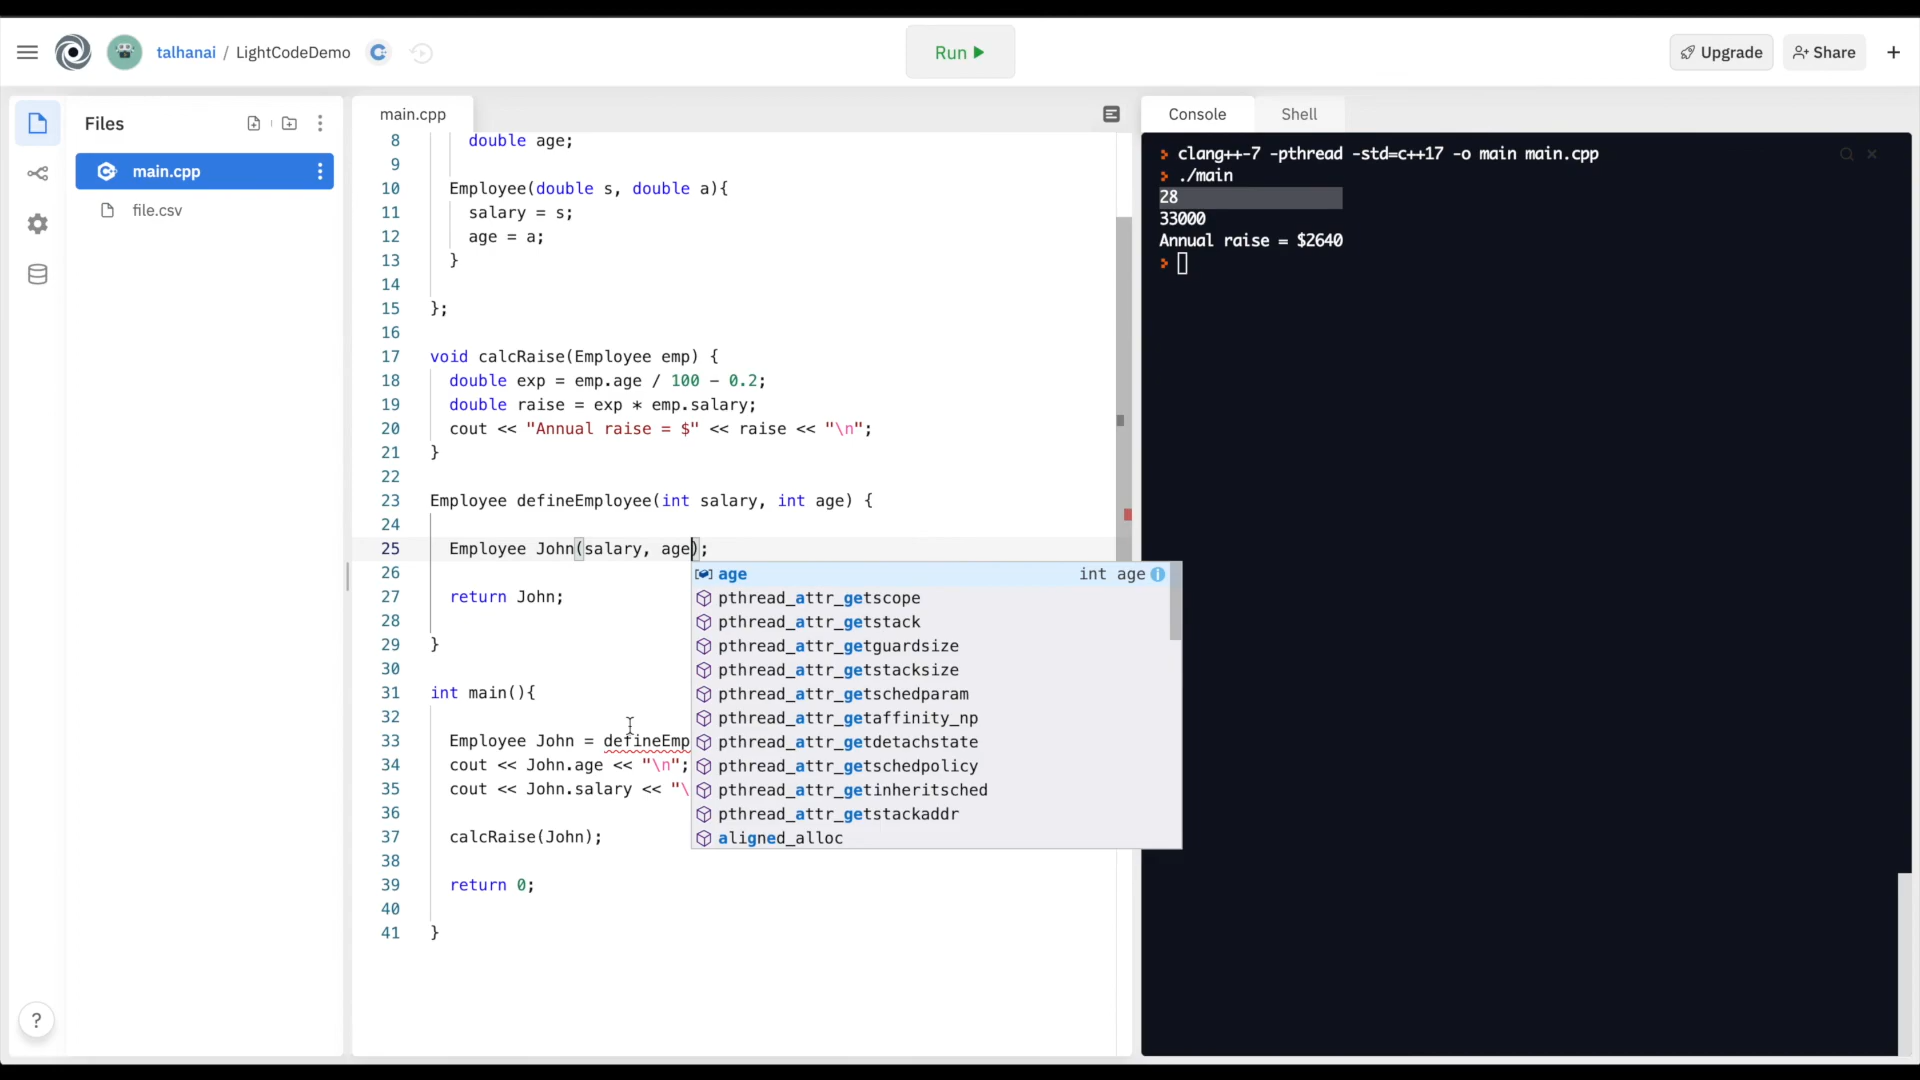 talhanai / LightCodeDemo
Run
Upgrade
Share
+
Files
main.cpp
file.csv
?
main.cpp
8 double age;
9
10 Employee(double s, double a){
11 salary = s;
12 age = a;
13 }
14
15 };
16
17 void calcRaise(Employee emp) {
18 double exp = emp.age / 100 - 0.2;
19 double raise = exp * emp.salary;
20 cout << "Annual raise = $" << raise << "\n";
21 }
22
23 Employee defineEmployee(int salary, int age) {
24
25 Employee John(salary, age);
26
27 return John;
28
29 }
30
31 int main(){
32
33 Employee John = defineEmp
34 cout << John.age << "\n";
35 cout << John.salary << "\
36
37 calcRaise(John);
38
39 return 0;
40
41 }
age int age
pthread_attr_getscope
pthread_attr_getstack
pthread_attr_getguardsize
pthread_attr_getstacksize
pthread_attr_getschedparam
pthread_attr_getaffinity_np
pthread_attr_getdetachstate
pthread_attr_getschedpolicy
pthread_attr_getinheritsched
pthread_attr_getstackaddr
aligned_alloc
Console
Shell
clang++-7 -pthread -std=c++17 -o main main.cpp
./main
28
33000
Annual raise = $2640